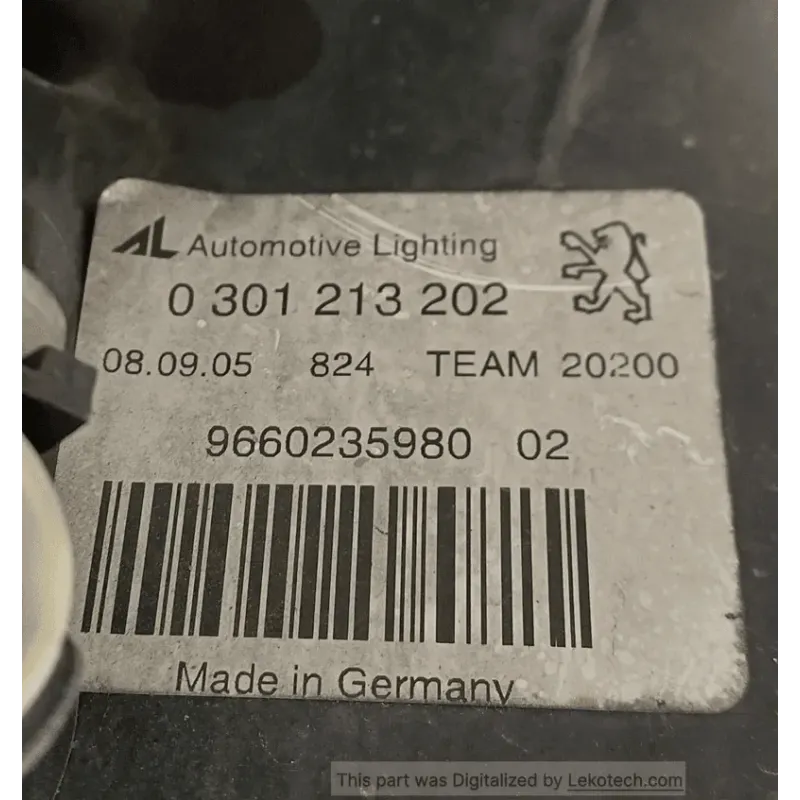 AL Automotive Lighting
0 301 213 202
08.09.05 824 TEAM 20200
9660235980 02
Made in Germany
This part was Digitalized by Lekotech.com